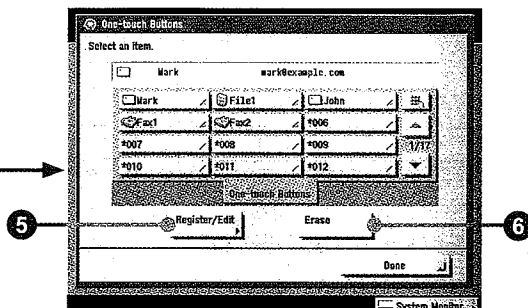 One-touch Buttons
Select an item.
Mark mark@example.com
Mark File1 John
Fax1 Fax2 *006
*007 *008 *009 1/17
*010 *011 *012
One-touch Buttons
5 Register/Edit Erase 6
Done
System Monitor